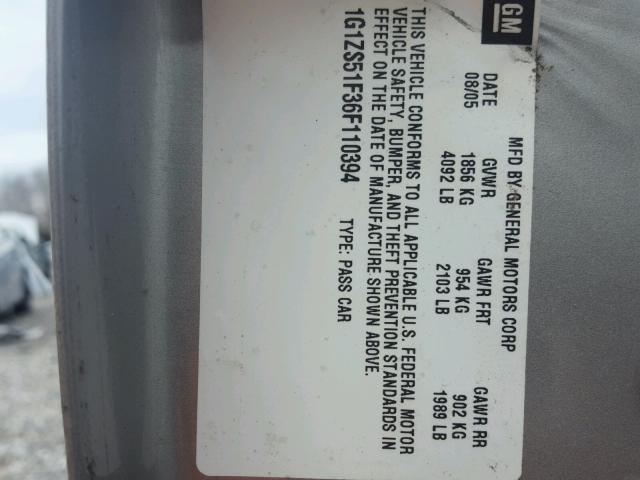 GM
MFD BY GENERAL MOTORS CORP
DATE GVWR GAWR FRT GAWR RR
08/05 1856 KG 954 KG 902 KG
4092 LB 2103 LB 1989 LB
THIS VEHICLE CONFORMS TO ALL APPLICABLE U.S. FEDERAL MOTOR
VEHICLE SAFETY, BUMPER, AND THEFT PREVENTION STANDARDS IN
EFFECT ON THE DATE OF MANUFACTURE SHOWN ABOVE.
1G1ZS51F36F110394 TYPE: PASS CAR